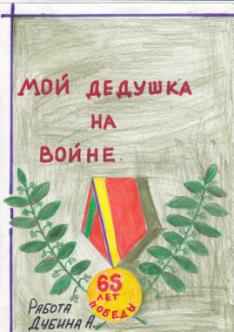 МОЙ ДЕДУШКА
НА
ВОЙНЕ.
65
ЛЕТ
ПОБЕДЫ
РАБОТА
ДУБИНА А.